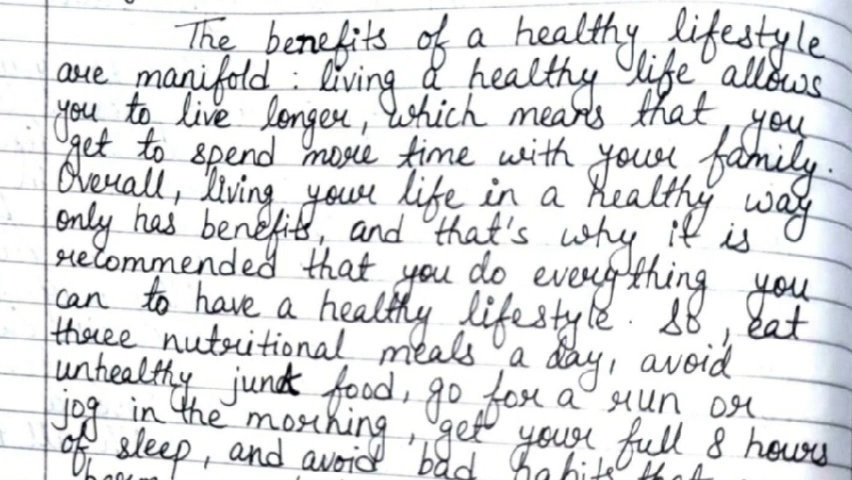 The benefits of a healthy lifestyle
are manifold : living a healthy life allows
you to live longer, which means that you
get to spend more time with your family.
Overall, living your life in a healthy way
only has benefits, and that's why it is
recommended that you do everything you
can to have a healthy lifestyle. So, eat
three nutritional meals a day, avoid
unhealthy junk food, go for a run or
jog in the morning, get your full 8 hours
of sleep, and avoid bad habits that